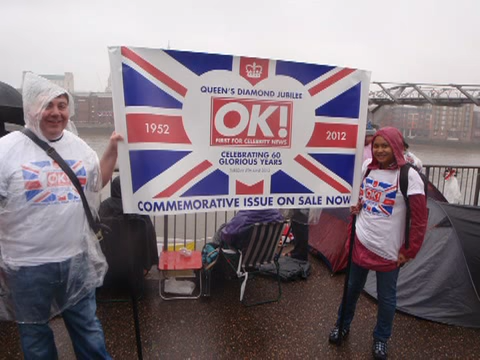 QUEEN'S DIAMOND JUBILEE
1952
OK!
2012
FIRST FOR CELEBRITY NEWS
CELEBRATING 60
GLORIOUS YEARS
COMMEMORATIVE ISSUE ON SALE NOW
OK!
OK!